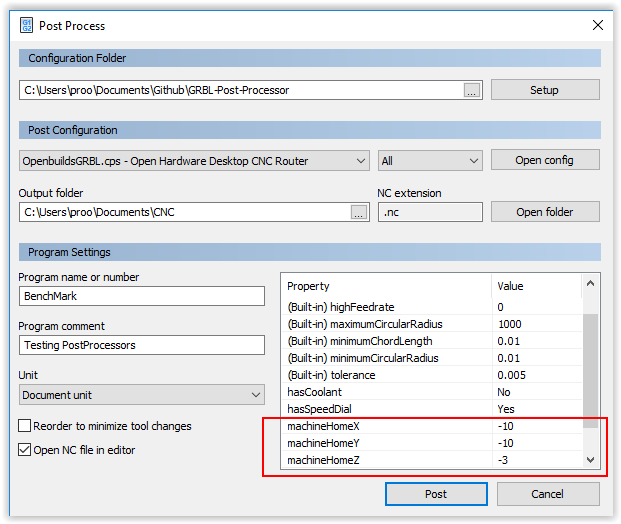 G1
G2
Post Process
Configuration Folder
C:\Users\proo\Documents\Github\GRBL-Post-Processor
...
Setup
Post Configuration
OpenbuildsGRBL.cps - Open Hardware Desktop CNC Router
All
Open config
Output folder
NC extension
C:\Users\proo\Documents\CNC
...
.nc
Open folder
Program Settings
Program name or number
BenchMark
Program comment
Testing PostProcessors
Unit
Document unit
Reorder to minimize tool changes
Open NC file in editor
Property Value
(Built-in) highFeedrate 0
(Built-in) maximumCircularRadius 1000
(Built-in) minimumChordLength 0.01
(Built-in) minimumCircularRadius 0.01
(Built-in) tolerance 0.005
hasCoolant No
hasSpeedDial Yes
machineHomeX -10
machineHomeY -10
machineHomeZ -3
Post
Cancel